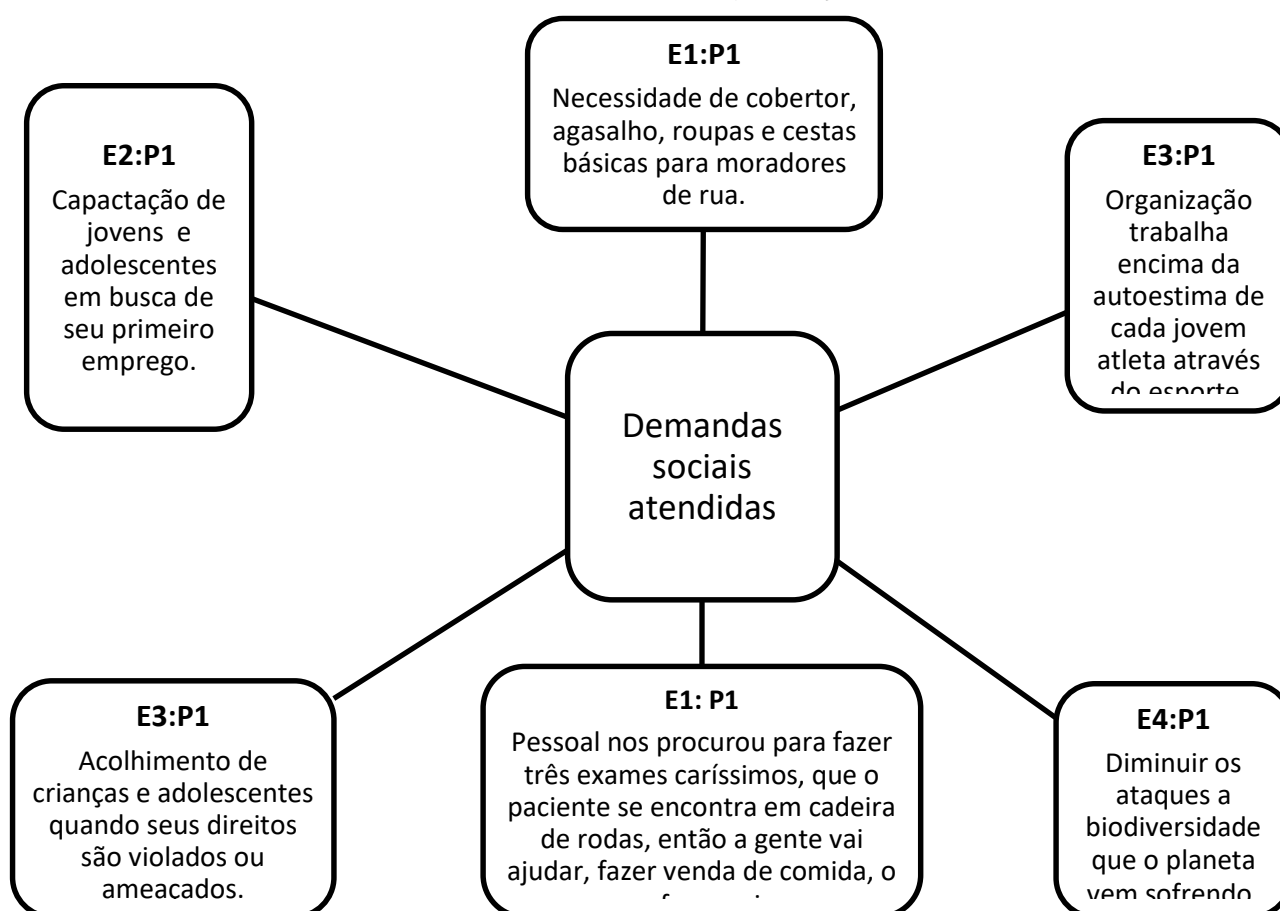 E1:P1
Necessidade de cobertor,
agasalho, roupas e cestas
básicas para moradores
de rua.
E2:P1
Capactação de
jovens e
adolescentes
em busca de
seu primeiro
emprego.
E3:P1
Organização
trabalha
encima da
autoestima de
cada jovem
atleta através
do esporte
Demandas
sociais
atendidas
E3:P1
Acolhimento de
crianças e adolescentes
quando seus direitos
são violados ou
ameacados.
E1: P1
Pessoal nos procurou para fazer
três exames caríssimos, que o
paciente se encontra em cadeira
de rodas, então a gente vai
ajudar, fazer venda de comida, o
E4:P1
Diminuir os
ataques a
biodiversidade
que o planeta
vem sofrendo